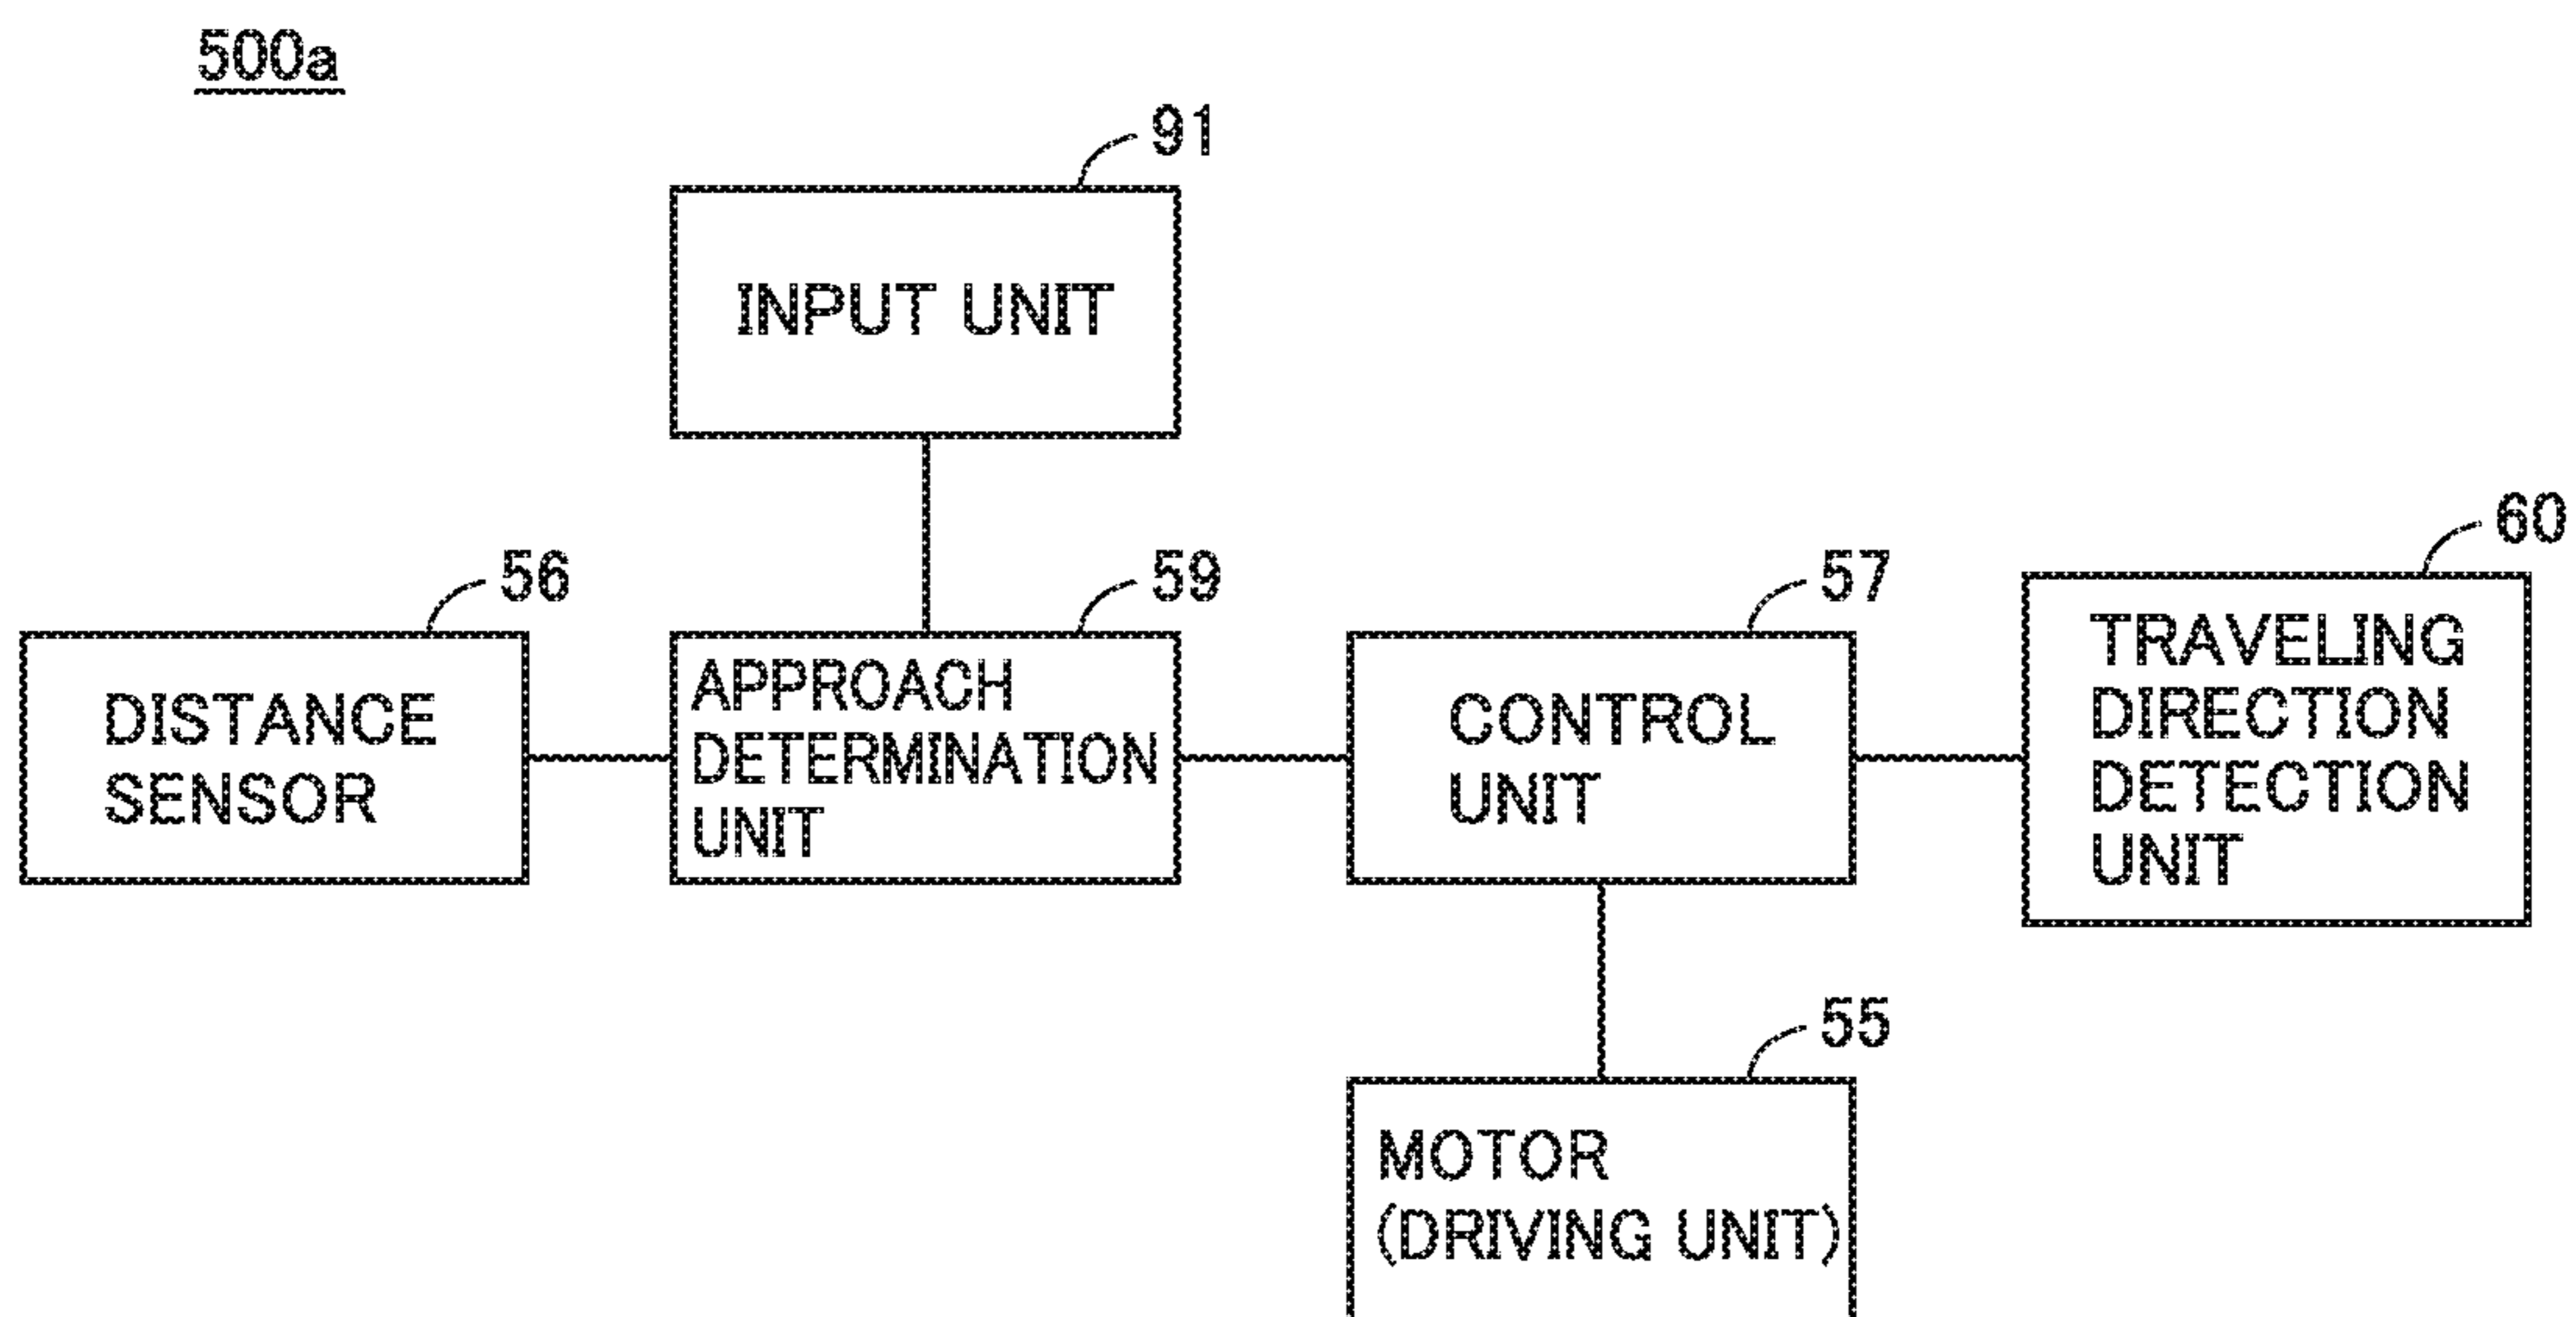 500a
91
INPUT UNIT
56
DISTANCE
SENSOR
59
APPROACH
DETERMINATION
UNIT
57
CONTROL
UNIT
60
TRAVELING
DIRECTION
DETECTION
UNIT
55
MOTOR
(DRIVING UNIT)